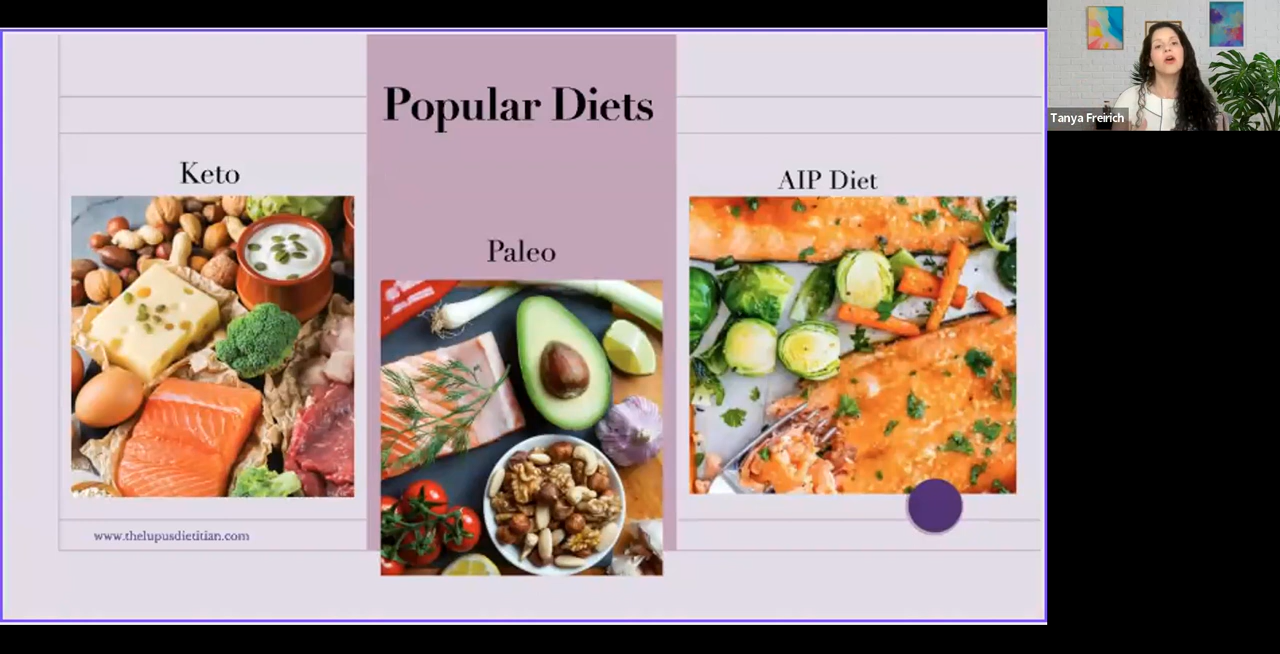 Popular Diets
Keto
Paleo
AIP Diet
www.thelupusdietitian.com
Tanya Freirich